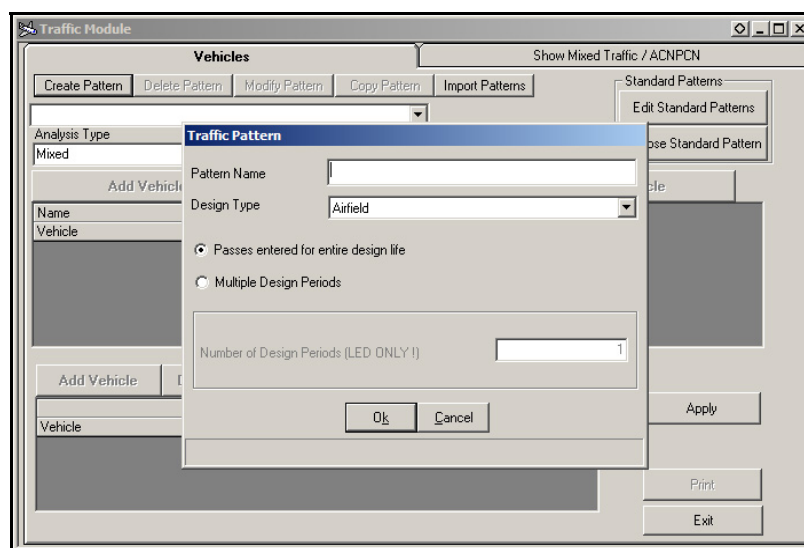 Traffic Module
Vehicles
Show Mixed Traffic / ACNPCN
Create Pattern
Delete Pattern
Modify Pattern
Copy Pattern
Import Patterns
Standard Patterns
Edit Standard Patterns
ose Standard Pattern
Analysis Type
Mixed
Add Vehicle
cle
Name
Vehicle
Traffic Pattern
Pattern Name
Design Type
Airfield
Passes entered for entire design life
Multiple Design Periods
Number of Design Periods (LED ONLY !)
1
Ok
Cancel
Add Vehicle
Vehicle
Apply
Print
Exit